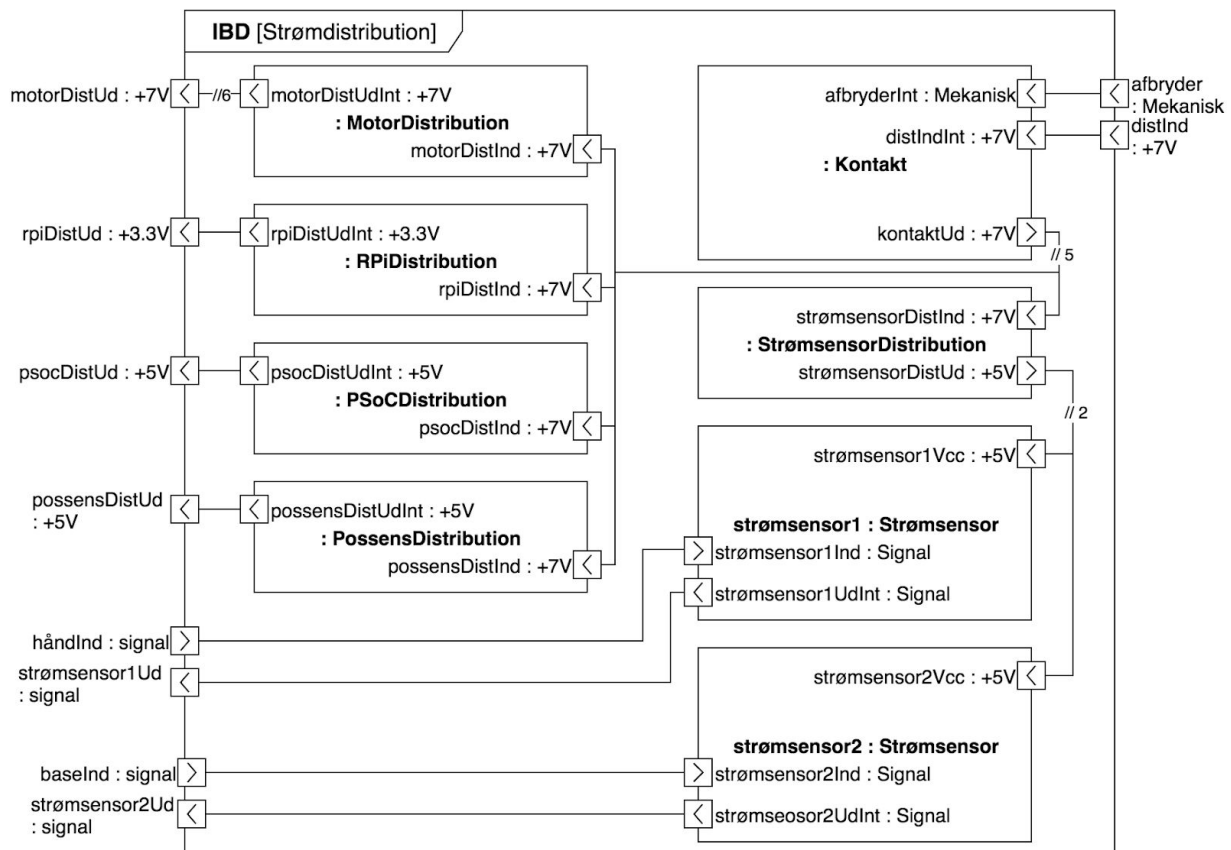 IBD [Strømdistribution]
motorDistUd : +7V
//6
motorDistUdInt : +7V
: MotorDistribution
motorDistInd : +7V
rpiDistUd : +3.3V
rpiDistUdInt : +3.3V
: RPiDistribution
rpiDistInd : +7V
psocDistUd : +5V
psocDistUdInt : +5V
: PSoCDistribution
psocDistInd : +7V
possensDistUd
: +5V
possensDistUdInt : +5V
: PossensDistribution
possensDistInd : +7V
håndInd : signal
strømsensor1Ud
: signal
baseInd : signal
strømsensor2Ud
: signal
afbryderInt : Mekanisk
distIndInt : +7V
: Kontakt
kontaktUd : +7V
afbryder
: Mekanisk
distInd
: +7V
// 5
strømsensorDistInd : +7V
: StrømsensorDistribution
strømsensorDistUd : +5V
// 2
strømsensor1Vcc : +5V
strømsensor1 : Strømsensor
strømsensor1Ind : Signal
strømsensor1UdInt : Signal
strømsensor2Vcc : +5V
strømsensor2 : Strømsensor
strømsensor2Ind : Signal
strømseosor2UdInt : Signal